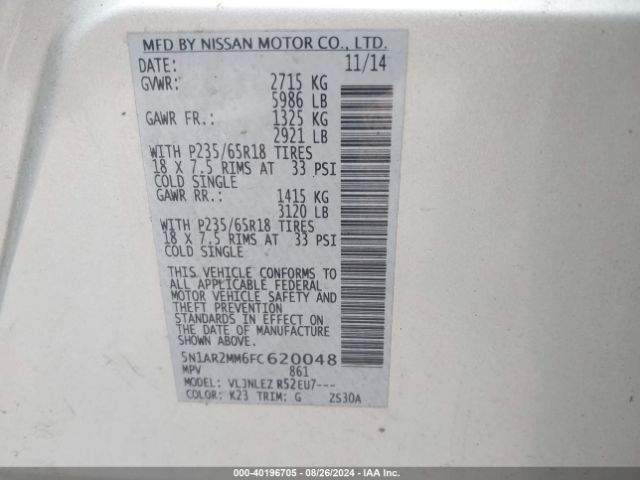 MFD BY NISSAN MOTOR CO., LTD.
DATE: 11/14
GVWR: 2715 KG
5986 LB
GAWR FR.: 1325 KG
2921 LB
WITH P235/65R18 TIRES
18 X 7.5 RIMS AT 33 PSI
COLD SINGLE
GAWR RR.: 1415 KG
3120 LB
WITH P235/65R18 TIRES
18 X 7.5 RIMS AT 33 PSI
COLD SINGLE
THIS VEHICLE CONFORMS TO
ALL APPLICABLE FEDERAL
MOTOR VEHICLE SAFETY AND
THEFT PREVENTION
STANDARDS IN EFFECT ON
THE DATE OF MANUFACTURE
SHOWN ABOVE.
5N1AR2MM6FC620048
MPV 861
MODEL: VLJNLEZ R52EU7---
COLOR: K23 TRIM: G ZS30A
000-40196705 - 08/26/2024 - IAA Inc.